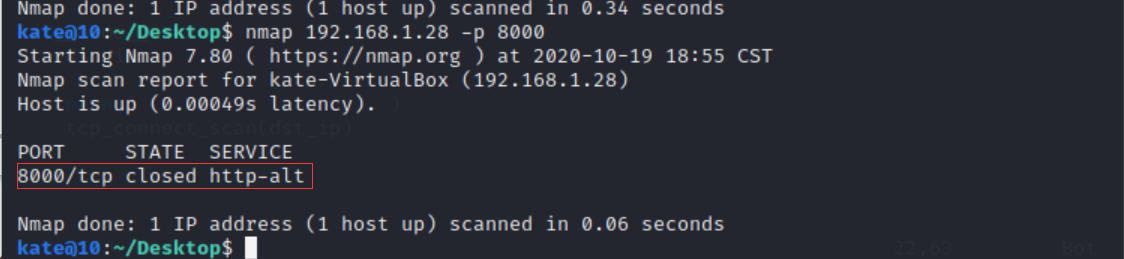 Nmap done: 1 IP address (1 host up) scanned in 0.34 seconds
kate@10:~/Desktop$ nmap 192.168.1.28 -p 8000
Starting Nmap 7.80 ( https://nmap.org ) at 2020-10-19 18:55 CST
Nmap scan report for kate-VirtualBox (192.168.1.28)
Host is up (0.00049s latency).
tcp_connect_scan(dst_ip)
PORT     STATE  SERVICE
8000/tcp closed http-alt
Nmap done: 1 IP address (1 host up) scanned in 0.06 seconds
kate@10:~/Desktop$
22,63 Bot